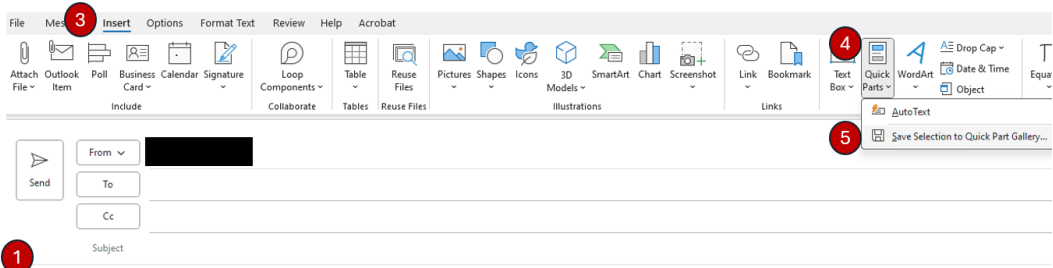 File Mes 3 Insert Options Format Text Review Help Acrobat
4
Attach File Outlook Item Poll Business Card Calendar Signature Loop Components Table Reuse Files Pictures Shapes Icons 3D Models SmartArt Chart Screenshot Link Bookmark Text Box Quick Parts WordArt Drop Cap
Date & Time
Object
Include Collaborate Tables Reuse Files Illustrations Links
AutoText
5 Save Selection to Quick Part Gallery...
Send
From
To
Cc
Subject
1